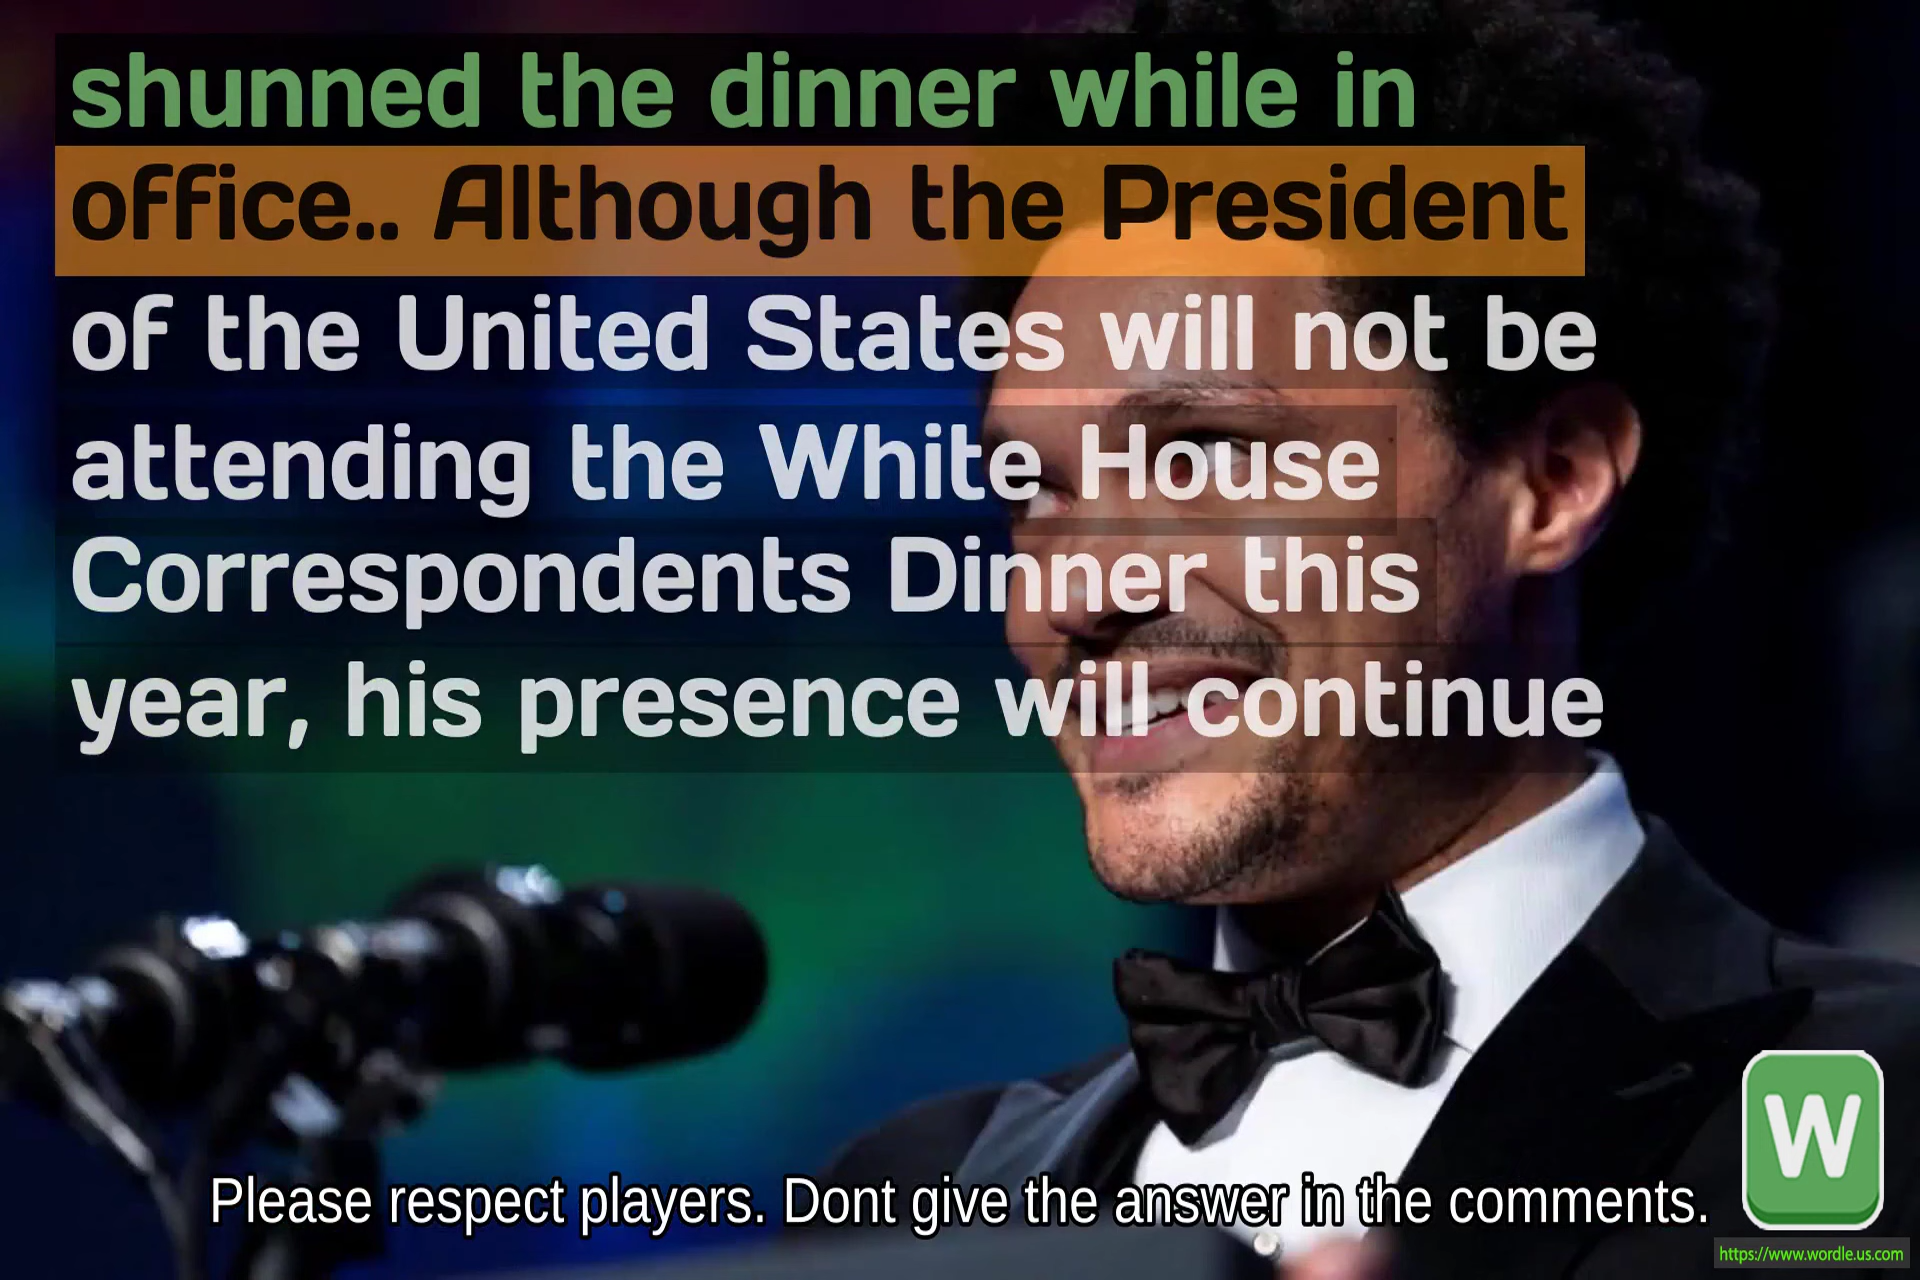 shunned the dinner while in
office.. Although the President
of the United States will not be
attending the White House
Correspondents Dinner this
year, his presence will continue
W
Please respect players. Dont give the answer in the comments.
https://www.wordle.us.com